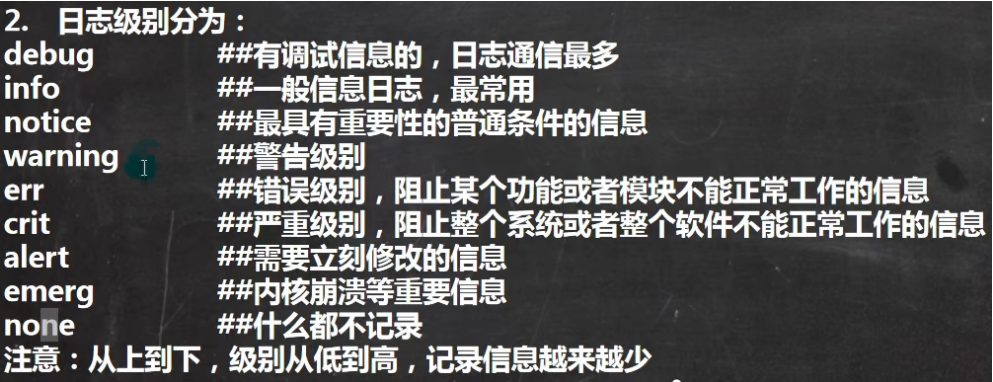 2. 日志级别分为：
debug ##有调试信息的，日志通信最多
info ##一般信息日志，最常用
notice ##最具有重要性的普通条件的信息
warning ##警告级别
err ##错误级别，阻止某个功能或者模块不能正常工作的信息
crit ##严重级别，阻止整个系统或者整个软件不能正常工作的信息
alert ##需要立刻修改的信息
emerg ##内核崩溃等重要信息
none ##什么都不记录
注意：从上到下，级别从低到高，记录信息越来越少